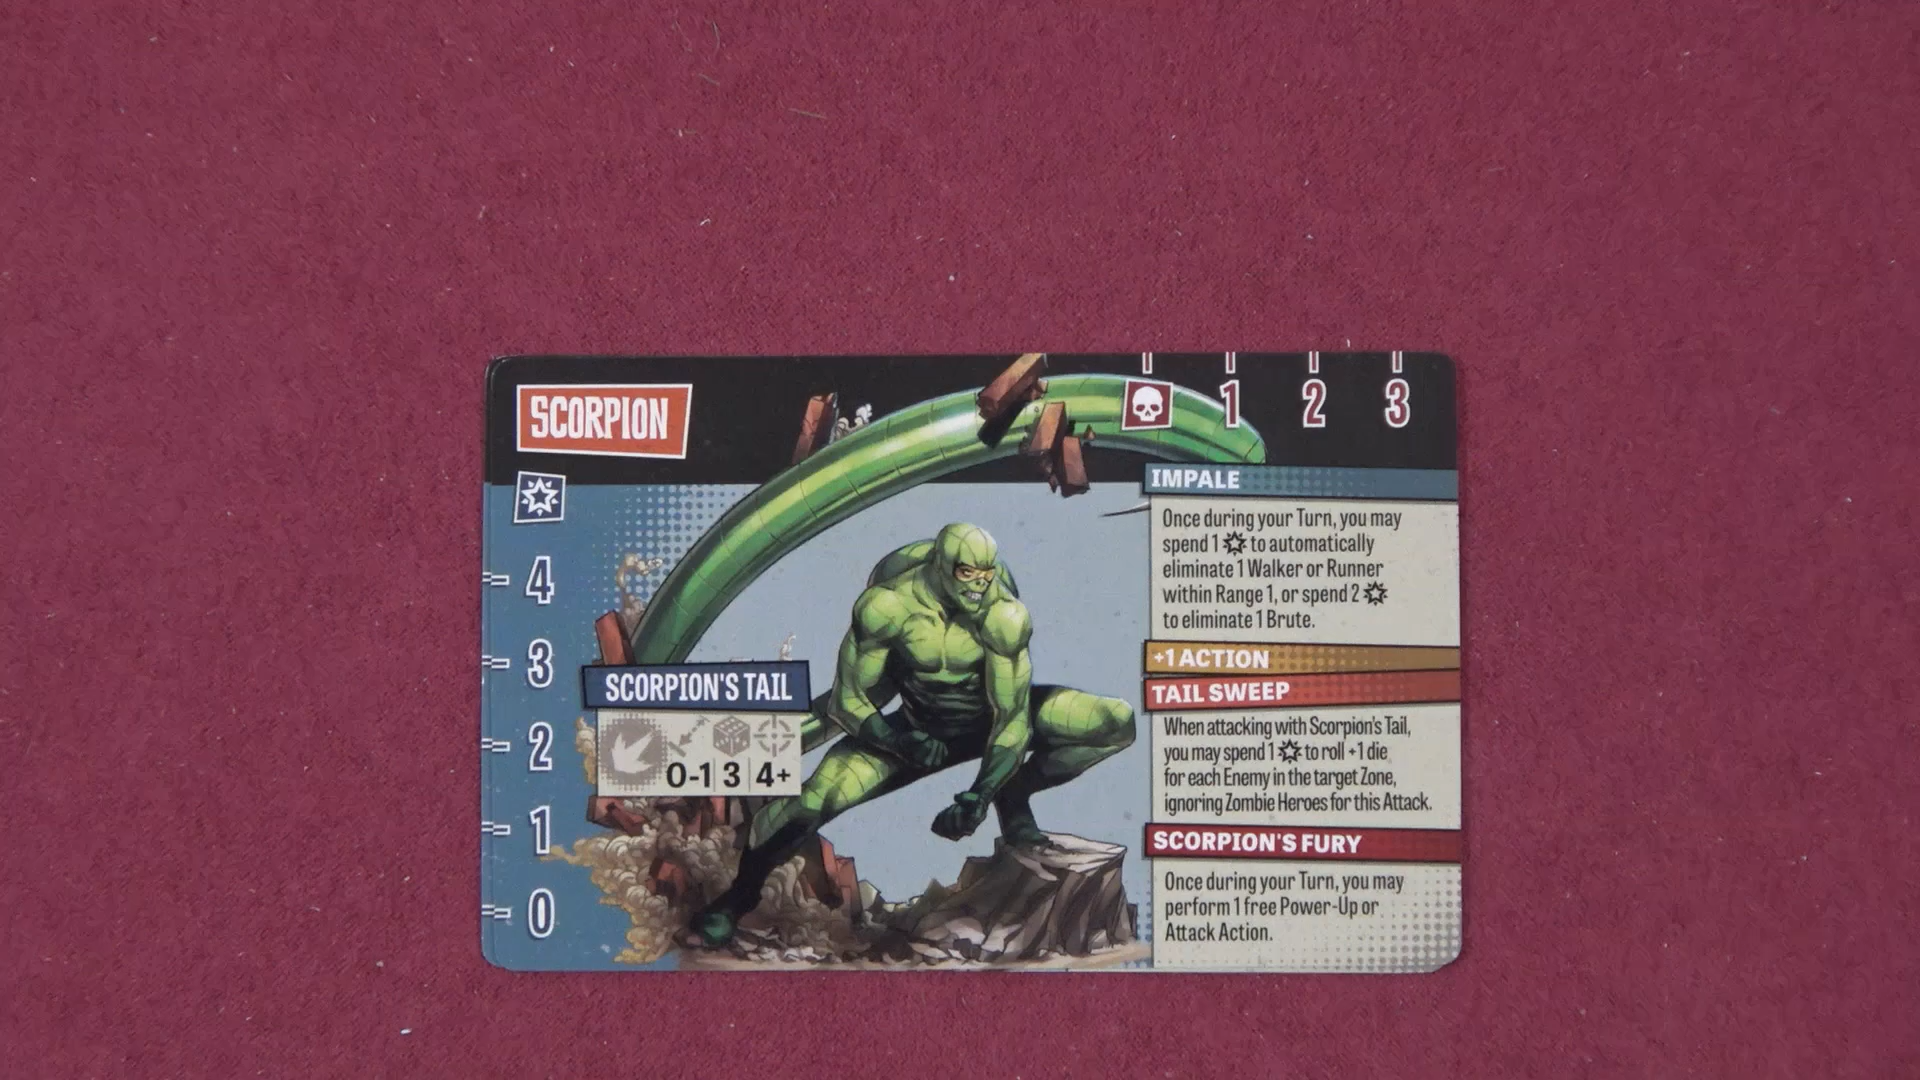 SCORPION
1 2 3
4
3
2
1
0
SCORPION'S TAIL
0-1 3 4+
IMPALE
Once during your Turn, you may
spend 1 to automatically
eliminate 1 Walker or Runner
within Range 1, or spend 2
to eliminate 1 Brute.
+1 ACTION
TAIL SWEEP
When attacking with Scorpion's Tail,
you may spend 1 to roll +1 die
for each Enemy in the target Zone,
ignoring Zombie Heroes for this Attack.
SCORPION'S FURY
Once during your Turn, you may
perform 1 free Power-Up or
Attack Action.